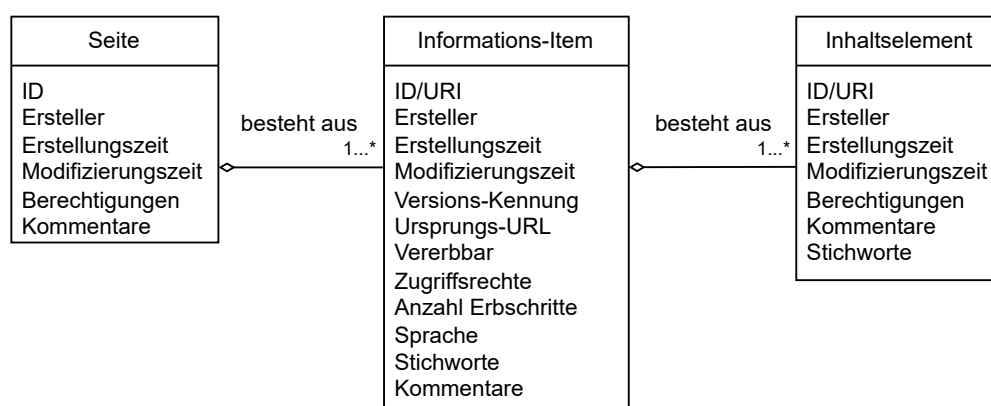 Seite
ID
Ersteller
Erstellungszeit
Modifizierungszeit
Berechtigungen
Kommentare
besteht aus
1...*
Informations-Item
ID/URI
Ersteller
Erstellungszeit
Modifizierungszeit
Versions-Kennung
Ursprungs-URL
Vererbbar
Zugriffsrechte
Anzahl Erbschritte
Sprache
Stichworte
Kommentare
besteht aus
1...*
Inhaltselement
ID/URI
Ersteller
Erstellungszeit
Modifizierungszeit
Berechtigungen
Kommentare
Stichworte